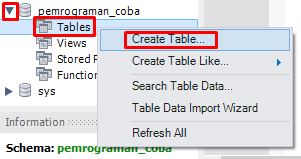 pemrograman_coba
Tables
Views
Stored P
Function
sys
Information
Schema: pemrograman_coba
Create Table...
Create Table Like...
Search Table Data...
Table Data Import Wizard
Refresh All